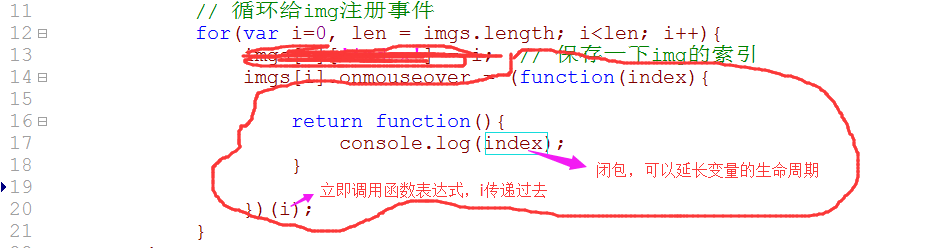 11 // 循环给img注册事件
12 for(var i=0, len = imgs.length; i<len; i++){
13 i; // 保存一下img的索引
14 imgs[i].onmouseover = (function(index){
15
16 return function(){
17 console.log(index);
18 }
闭包，可以延长变量的生命周期
19 立即调用函数表达式，i传递过去
20 })(i);
21 }